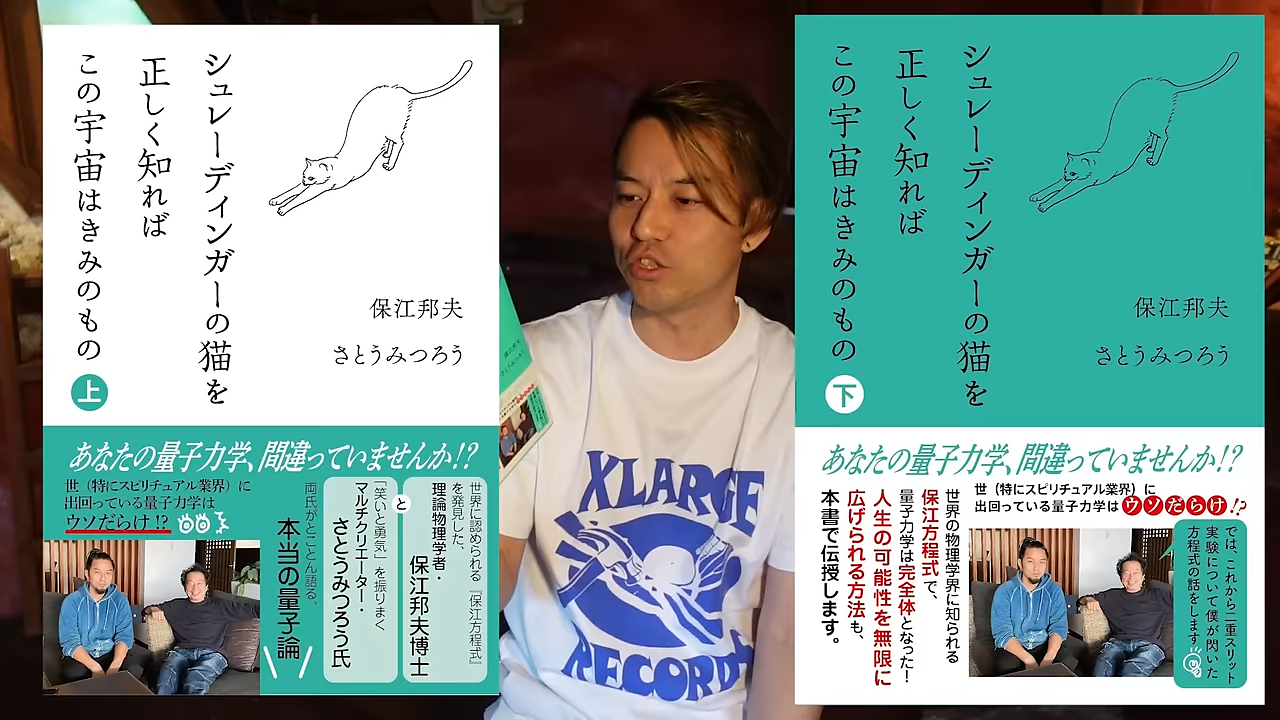 シュレーディンガーの猫を
正しく知れば
この宇宙はきみのもの
上
保江邦夫
さとうみつろう
あなたの量子力学、間違っていませんか!?
世（特にスピリチュアル業界）に
出回っている量子力学は
ウソだらけ!?
世界に認められる『保江方程式』
を発見した、
理論物理学者・
保江邦夫博士
と
「笑いと勇気」を振りまく
マルチクリエーター・
さとうみつろう氏
両氏がとことん語る、
本当の量子論
XLARGE
RECORDS
シュレーディンガーの猫を
正しく知れば
この宇宙はきみのもの
下
保江邦夫
さとうみつろう
あなたの量子力学、間違っていませんか!?
世（特にスピリチュアル業界）に
出回っている量子力学はウソだらけ!?
世界の物理学界に知られる
保江方程式で、
量子力学は完全体となった!
人生の可能性を無限に
広げられる方法も、
本書で伝授します。
では、これから二重スリット
実験について僕が閃いた
方程式の話をします